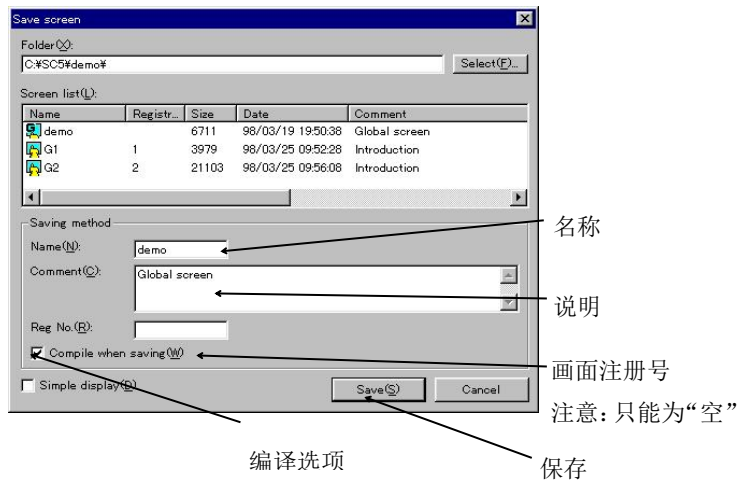 Save screen
Folder(X):
C:¥SC5¥demo¥
Select(F)...
Screen list(L):
Name Registr... Size Date Comment
demo 6711 98/03/19 19:50:38 Global screen
G1 1 3979 98/03/25 09:52:28 Introduction
G2 2 21103 98/03/25 09:56:08 Introduction
Saving method
名称
Name(N): demo
Comment(C): Global screen
说明
Reg No.(R):
Compile when saving(W)
画面注册号
Simple display(D)
Save(S) Cancel
注意:只能为“空”
编译选项
保存